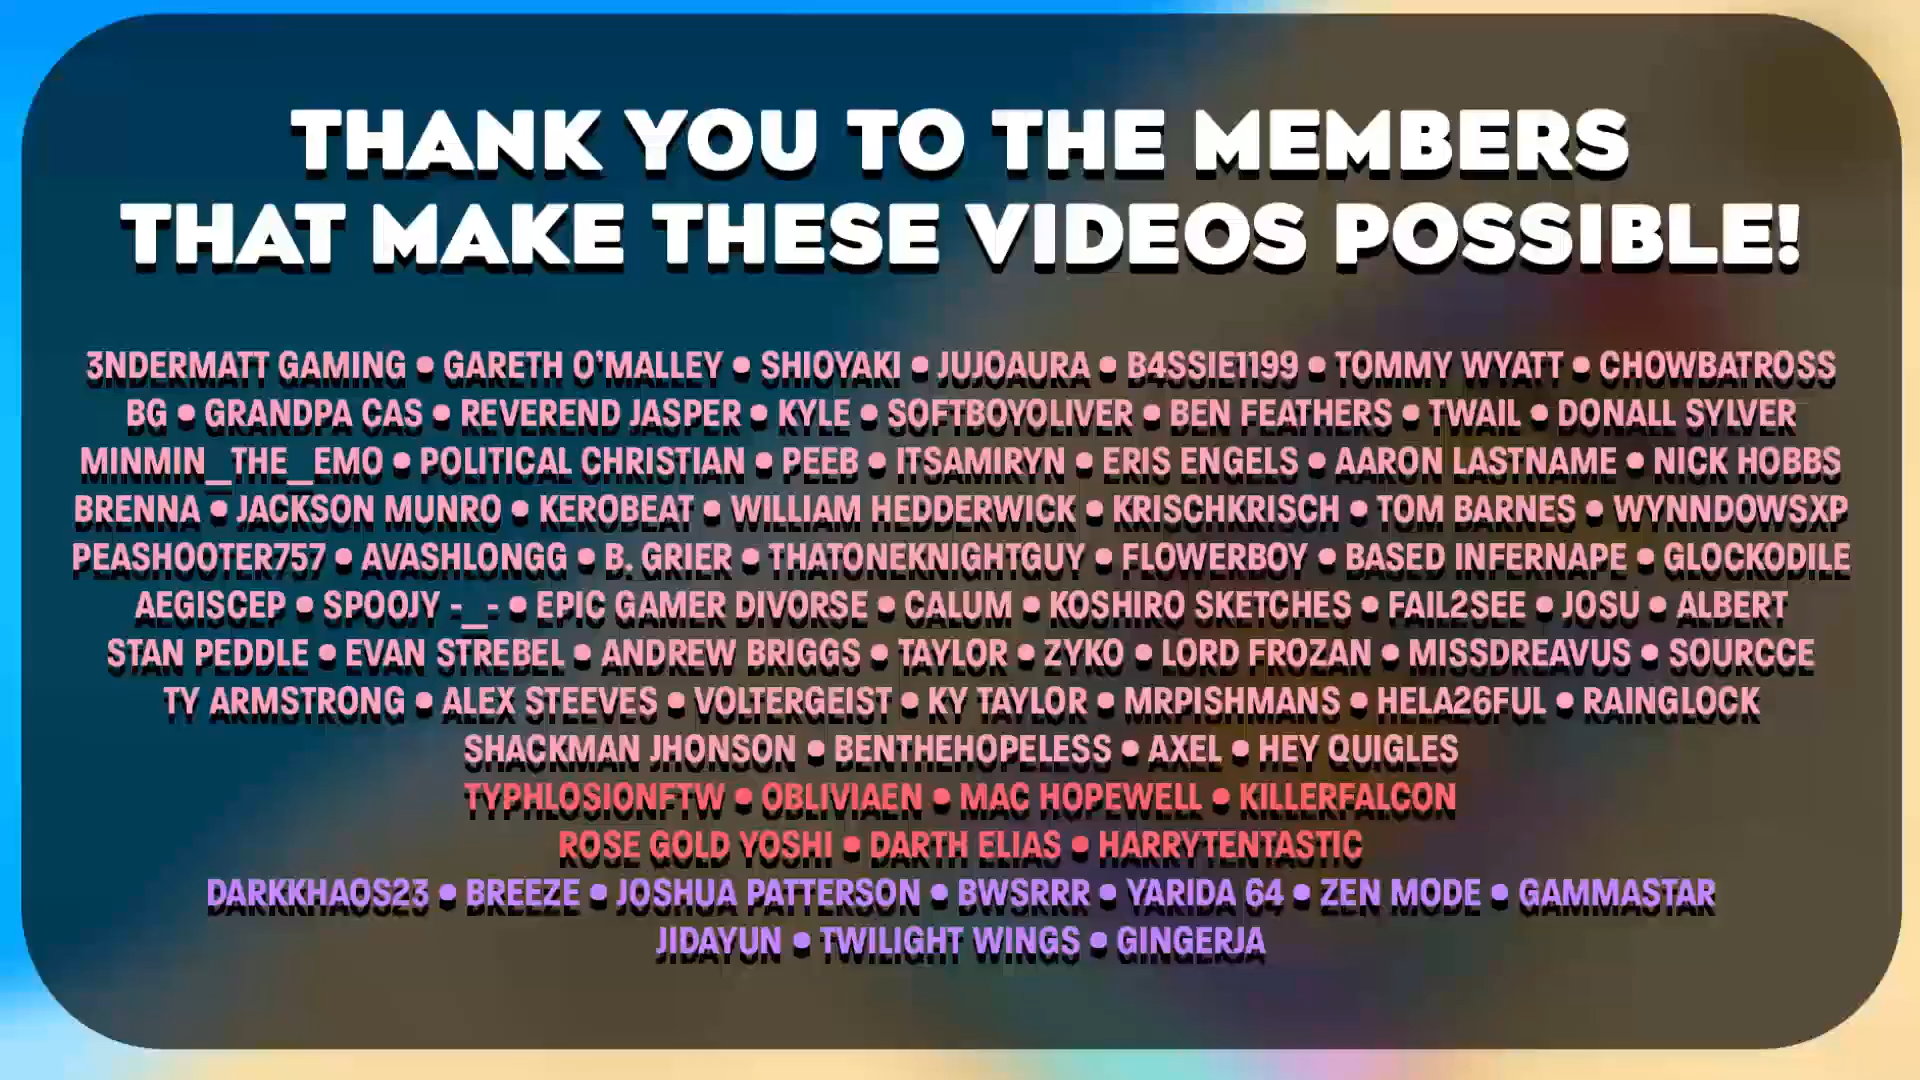 THANK YOU TO THE MEMBERS
THAT MAKE THESE VIDEOS POSSIBLE!
3NDERMATT GAMING • GARETH O'MALLEY • SHIOYAKI • JUJOAURA • B4SSIE1199 • TOMMY WYATT • CHOWBATROSS
BG • GRANDPA CAS • REVEREND JASPER • KYLE • SOFTBOYOLIVER • BEN FEATHERS • TWAIL • DONALL SYLVER
MINMIN_THE_EMO • POLITICAL CHRISTIAN • PEEB • ITSAMIRYN • ERIS ENGELS • AARON LASTNAME • NICK HOBBS
BRENNA • JACKSON MUNRO • KEROBEAT • WILLIAM HEDDERWICK • KRISCHKRISCH • TOM BARNES • WYNNDOWSXP
PEASHOOTER757 • AVASHLONGG • B. GRIER • THATONEKNIGHTGUY • FLOWERBOY • BASED INFERNAPE • GLOCKODILE
AEGISCEP • SPOOJY -_- • EPIC GAMER DIVORSE • CALUM • KOSHIRO SKETCHES • FAIL2SEE • JOSU • ALBERT
STAN PEDDLE • EVAN STREBEL • ANDREW BRIGGS • TAYLOR • ZYKO • LORD FROZAN • MISSDREAVUS • SOURCCE
TY ARMSTRONG • ALEX STEEVES • VOLTERGEIST • KY TAYLOR • MRPISHMANS • HELA26FUL • RAINGLOCK
SHACKMAN JHONSON • BENTHEHOPELESS • AXEL • HEY QUIGLES
TYPHLOSIONFTW • OBLIVIAEN • MAC HOPEWELL • KILLERFALCON
ROSE GOLD YOSHI • DARTH ELIAS • HARRYTENTASTIC
DARKKHAOS23 • BREEZE • JOSHUA PATTERSON • BWSRRR • YARIDA 64 • ZEN MODE • GAMMASTAR
JIDAYUN • TWILIGHT WINGS • GINGERJA